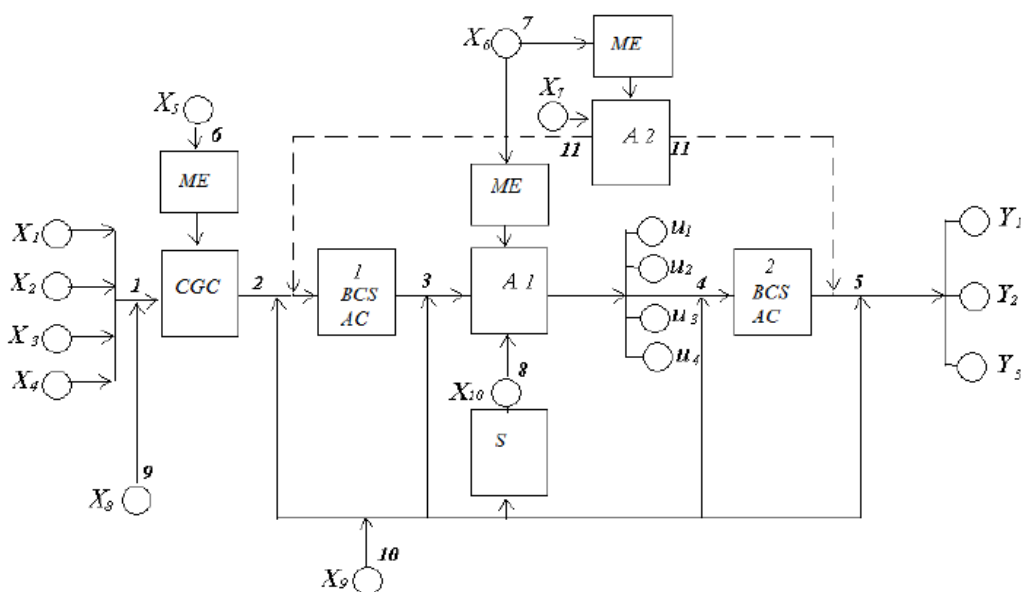 7
X6
ME
X7
X5
6
11
A.2
11
ME
ME
X1
u1
Y1
X2
1
CGC
2
1
BCS
AC
3
A.1
u2
4
2
BCS
AC
5
Y2
X3
u3
X4
u4
8
X10
Y3
S
9
X8
10
X9